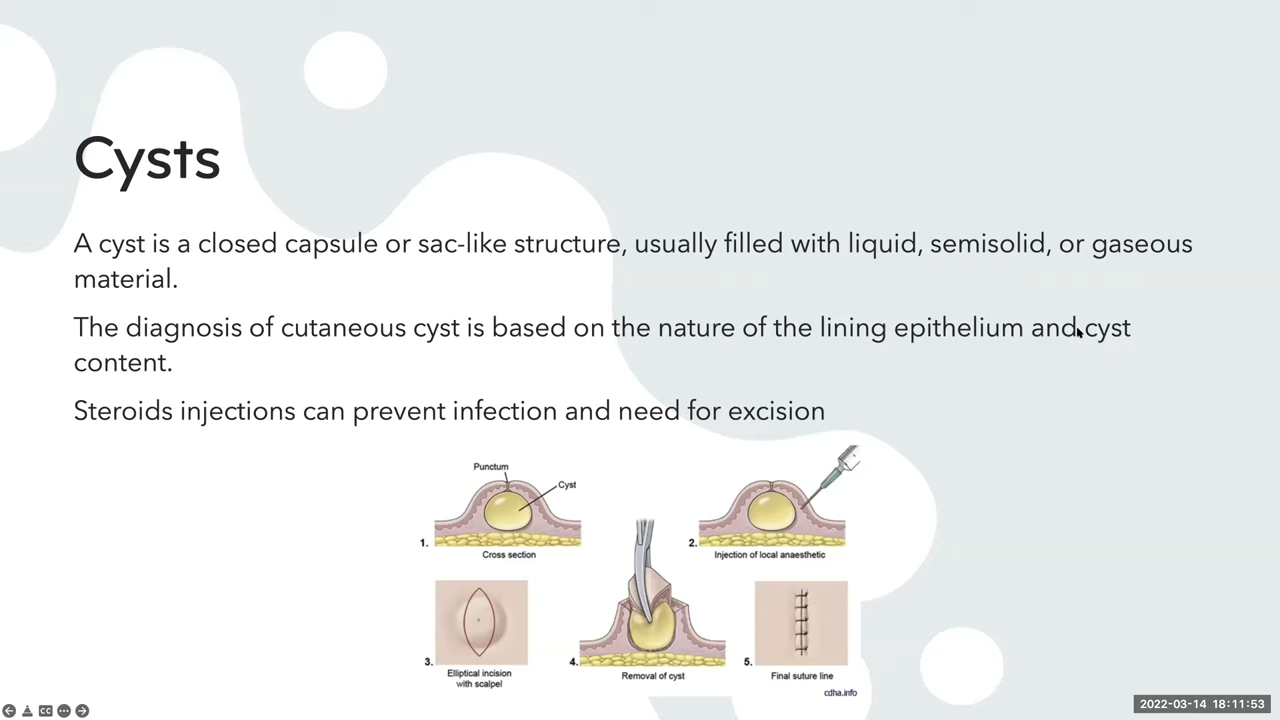 Cysts
A cyst is a closed capsule or sac-like structure, usually filled with liquid, semisolid, or gaseous
material.
The diagnosis of cutaneous cyst is based on the nature of the lining epithelium and cyst
content.
Steroids injections can prevent infection and need for excision
Punctum
Cyst
1.
Cross section
2.
Injection of local anaesthetic
3.
Elliptical incision
with scalpel
4.
Removal of cyst
5.
Final suture line
cdha.info
CC
2022-03-14 18:11:53